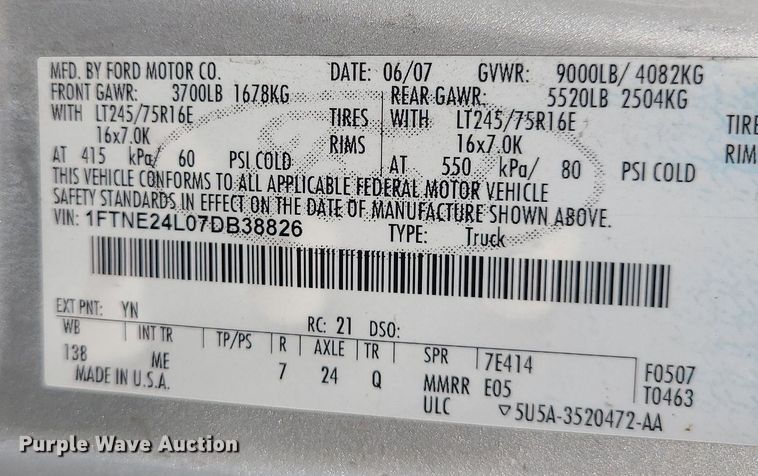 MFD. BY FORD MOTOR CO. DATE: 06/07 GVWR: 9000LB/ 4082KG
FRONT GAWR: 3700LB 1678KG REAR GAWR: 5520LB 2504KG
WITH LT245/75R16E TIRES WITH LT245/75R16E TIRE
16x7.0K RIMS 16x7.0K RIM
AT 415 kPa/ 60 PSI COLD AT 550 kPa/ 80 PSI COLD
THIS VEHICLE CONFORMS TO ALL APPLICABLE FEDERAL MOTOR VEHICLE
SAFETY STANDARDS IN EFFECT ON THE DATE OF MANUFACTURE SHOWN ABOVE.
VIN: 1FTNE24L07DB38826 TYPE: Truck
EXT PNT: YN RC: 21 DSO:
WB INT TR TP/PS R AXLE TR SPR 7E414 F0507
138 ME 7 24 Q MMRR E05 T0463
MADE IN U.S.A. ULC ▽5U5A-3520472-AA
Purple Wave Auction